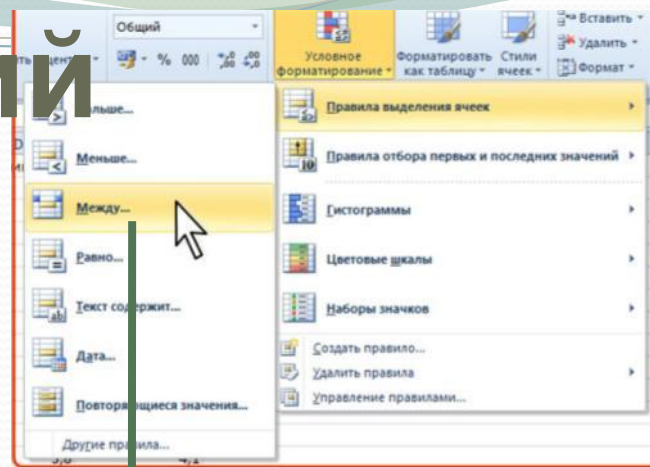 ий
Общий
% 000
Условное форматирование
Форматировать как таблицу
Стили ячеек
Вставить
Удалить
Формат
Правила выделения ячеек
Правила отбора первых и последних значений
Гистограммы
Цветовые шкалы
Наборы значков
Создать правило...
Удалить правила
Управление правилами...
Меньше...
Между...
Равно...
Текст содержит...
Дата...
Повторяющиеся значения...
Другие правила...